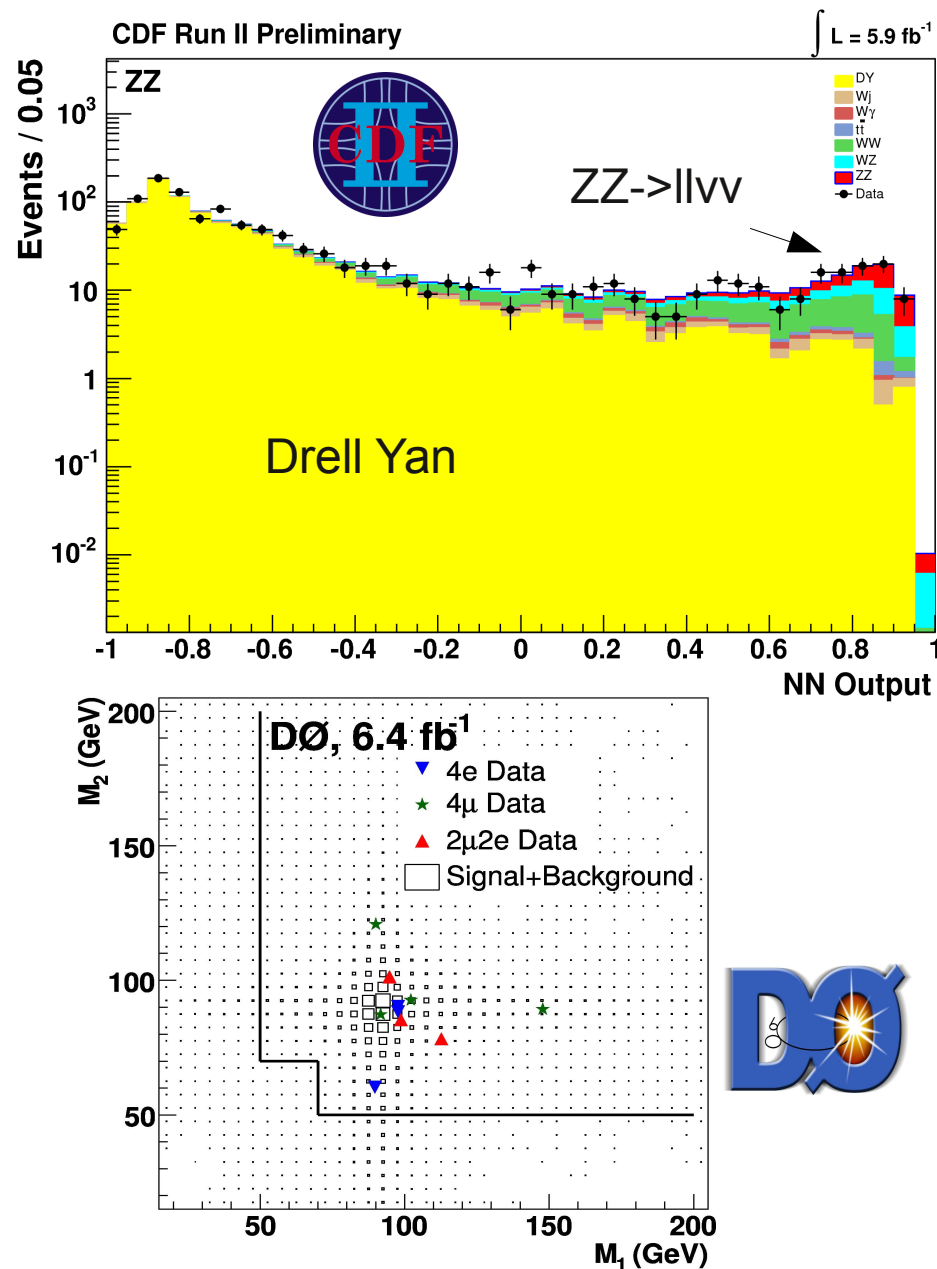 CDF Run II Preliminary
∫ L = 5.9 fb⁻¹
Events / 0.05
ZZ
II
CDF
ZZ->llvv
DY
Wj
Wγ
tt̄
WW
WZ
ZZ
Data
10³
10²
10
1
10⁻¹
10⁻²
Drell Yan
-1 -0.8 -0.6 -0.4 -0.2 0 0.2 0.4 0.6 0.8 1
NN Output
M₂ (GeV)
DØ, 6.4 fb⁻¹
4e Data
4μ Data
2μ2e Data
Signal+Background
200
150
100
50
DØ
50 100 150 200
M₁ (GeV)